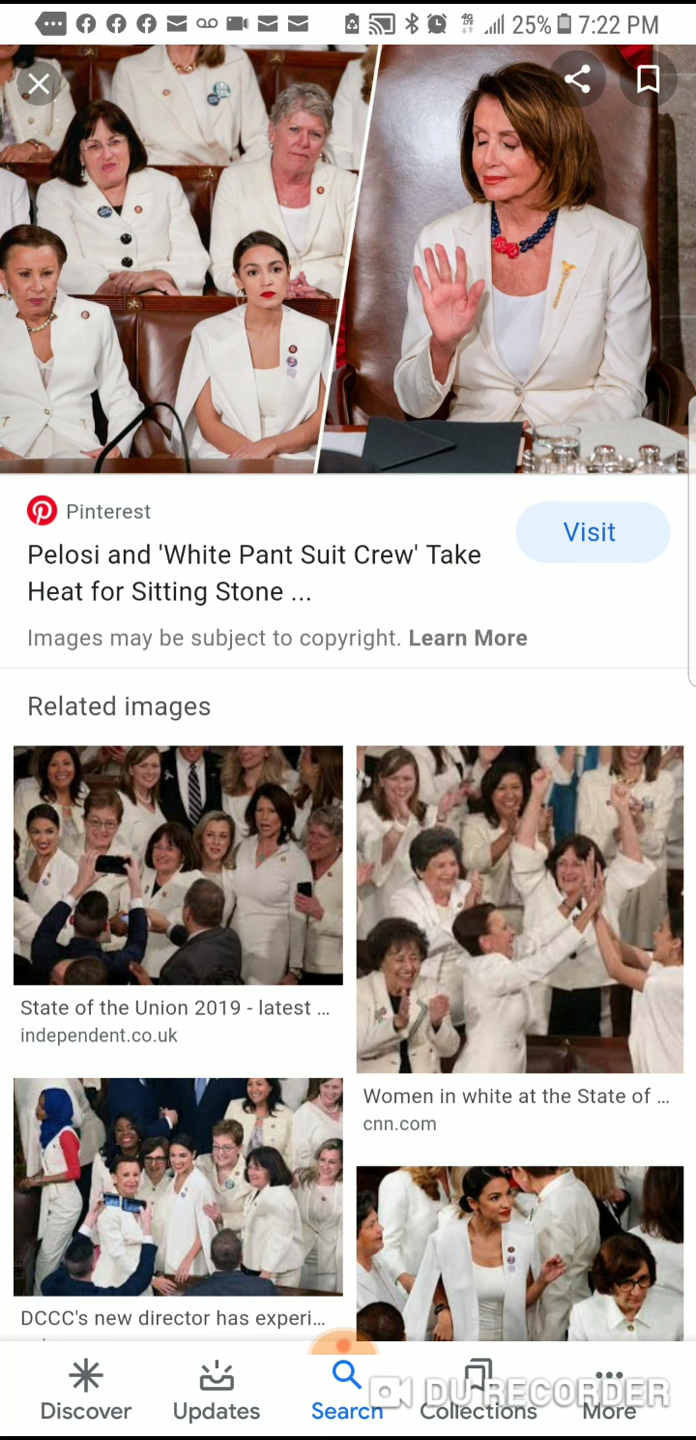 4G
25%
7:22 PM
Pinterest
Pelosi and 'White Pant Suit Crew' Take
Heat for Sitting Stone ...
Visit
Images may be subject to copyright. Learn More
Related images
State of the Union 2019 - latest ...
independent.co.uk
Women in white at the State of ...
cnn.com
DCCC's new director has experi...
Discover
Updates
Search
Collections
More
DU RECORDER